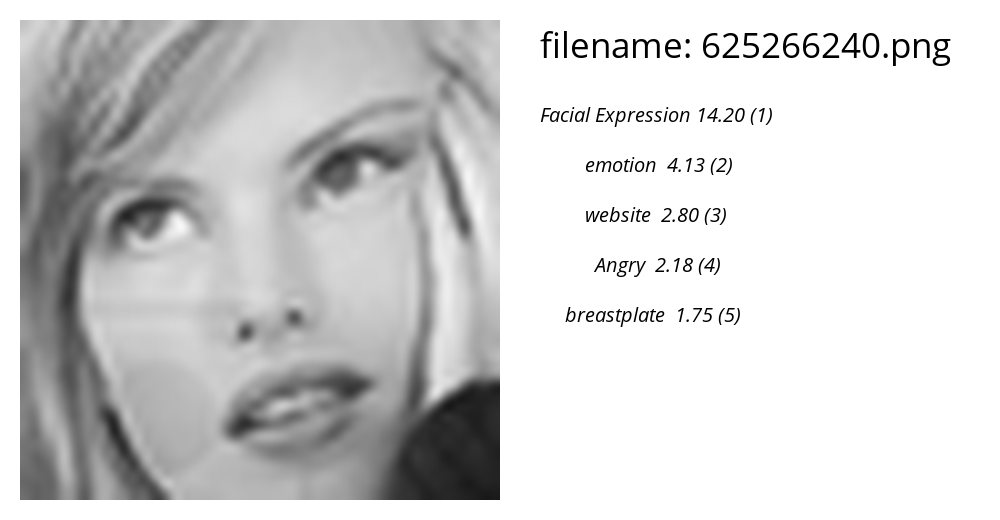 filename: 625266240.png
Facial Expression 14.20 (1)
emotion 4.13 (2)
website 2.80 (3)
Angry 2.18 (4)
breastplate 1.75 (5)